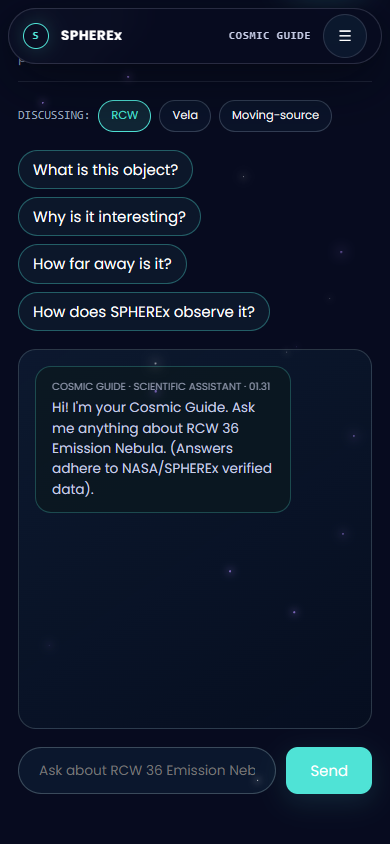 S SPHEREx COSMIC GUIDE ☰
DISCUSSING: RCW Vela Moving-source
What is this object?
Why is it interesting?
How far away is it?
How does SPHEREx observe it?
COSMIC GUIDE · SCIENTIFIC ASSISTANT · 01.31
Hi! I'm your Cosmic Guide. Ask
me anything about RCW 36
Emission Nebula. (Answers
adhere to NASA/SPHEREx verified
data).
Ask about RCW 36 Emission Neb
Send